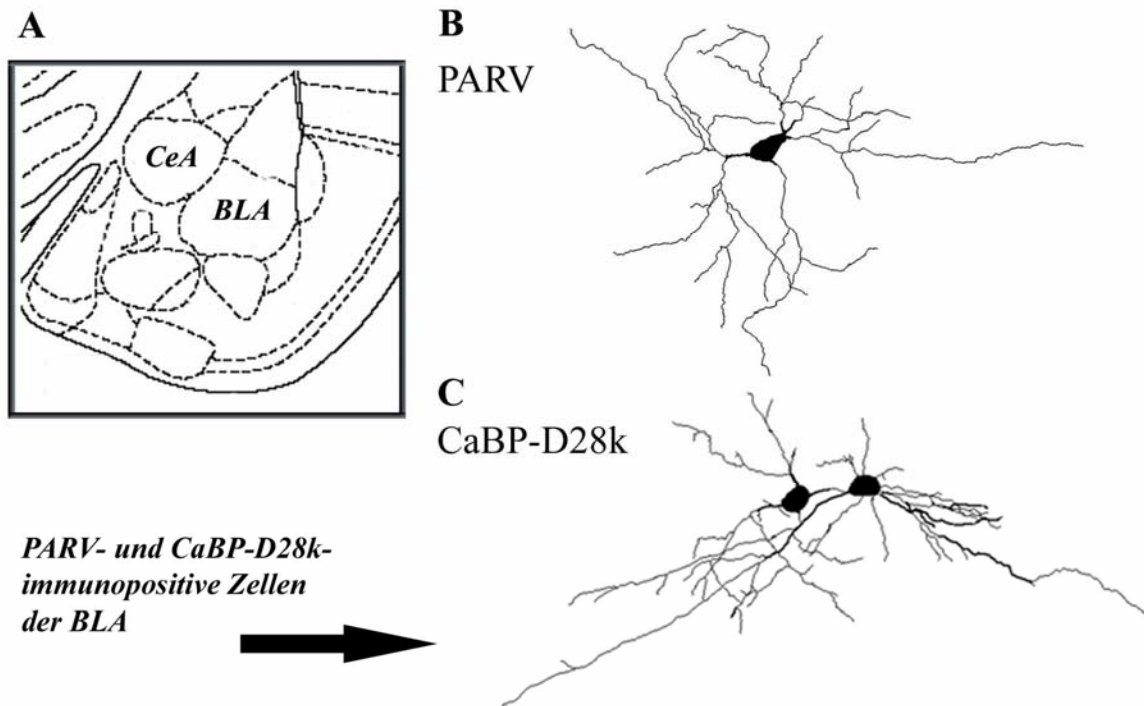 A
CeA
BLA
B
PARV
C
CaBP-D28k
PARV- und CaBP-D28k-
immunopositive Zellen
der BLA